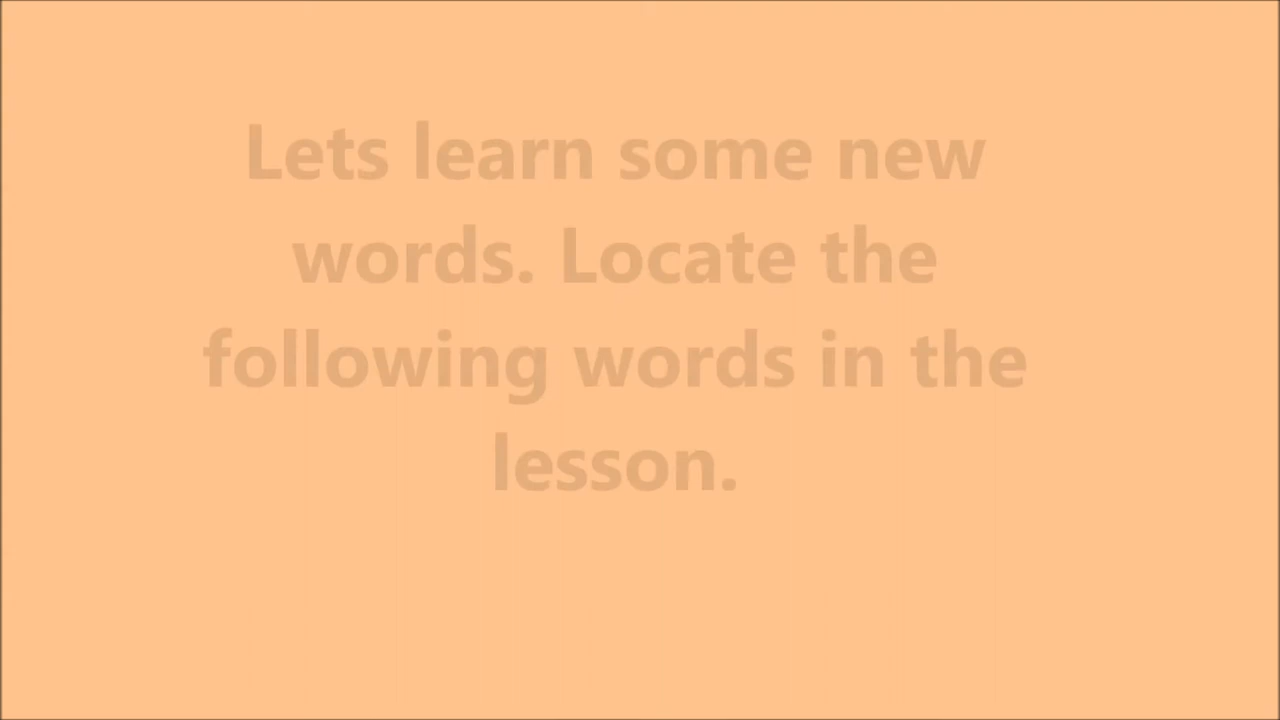 Lets learn some new
words. Locate the
following words in the
lesson.